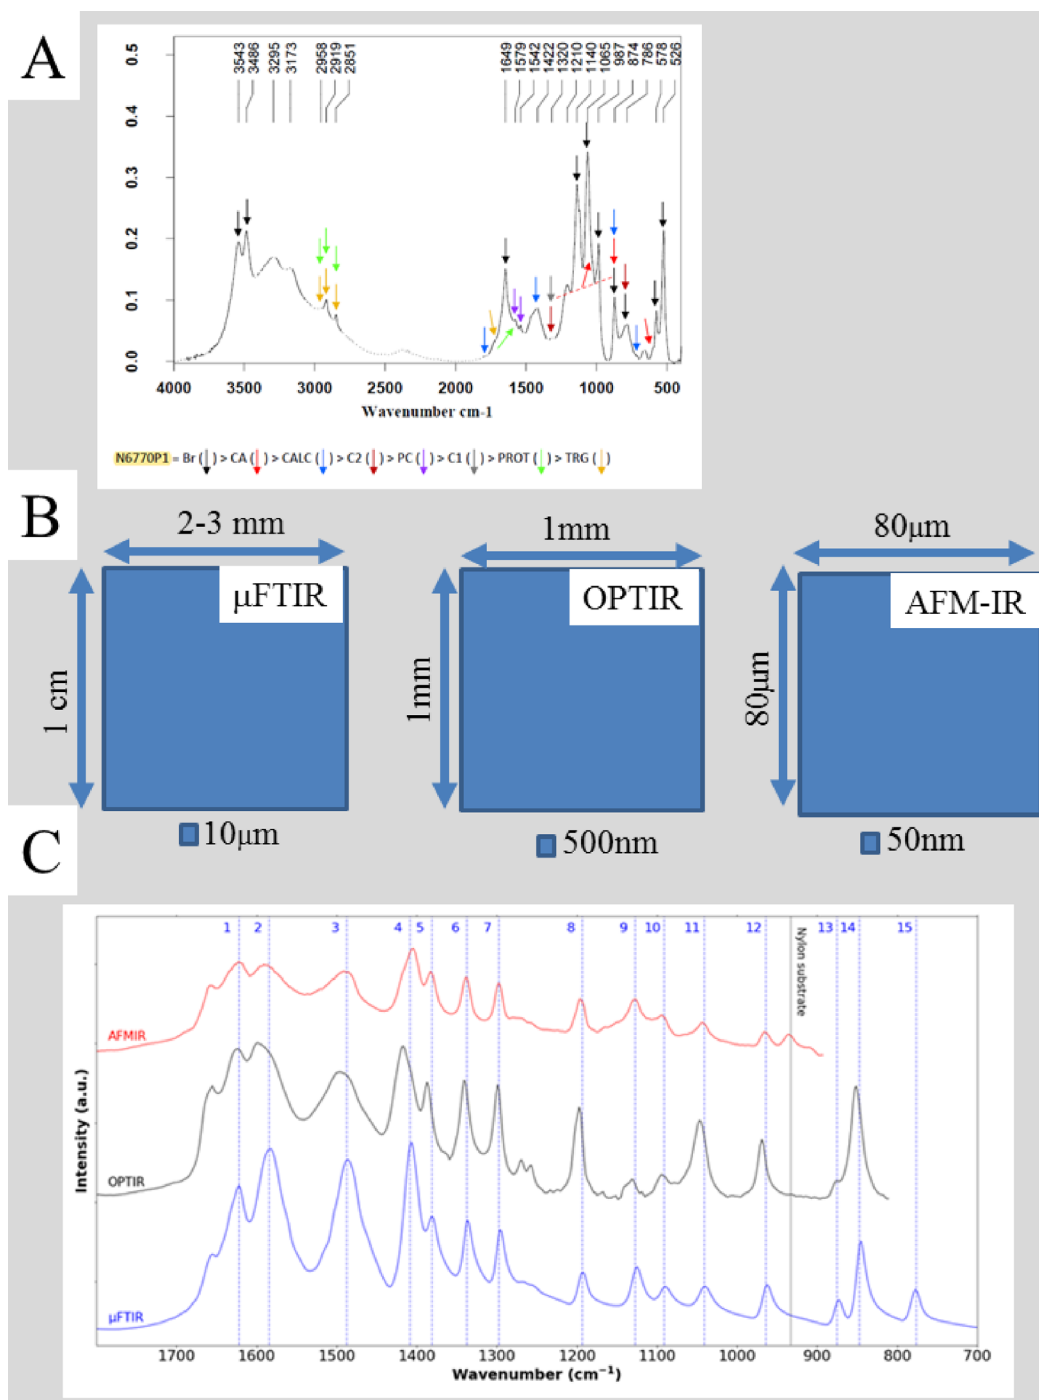 A
0.5
0.4
0.3
0.2
0.1
0.0
3543
3486
3295
3173
2958
2919
2851
1649
1579
1542
1422
1320
1210
1140
1065
987
874
786
578
526
4000 3500 3000 2500 2000 1500 1000 500
Wavenumber cm-1
N6770P1 = Br (↓) > CA (↓) > CALC (↓) > C2 (↓) > PC (↓) > C1 (↓) > PROT (↓) > TRG (↓)
B
2-3 mm
1mm
80µm
µFTIR
OPTIR
AFM-IR
1 cm
1mm
80µm
10µm
500nm
50nm
C
1 2 3 4 5 6 7 8 9 10 11 12 13 14 15
Nylon substrate
AFMIR
OPTIR
µFTIR
Intensity (a.u.)
1700 1600 1500 1400 1300 1200 1100 1000 900 800 700
Wavenumber (cm⁻¹)